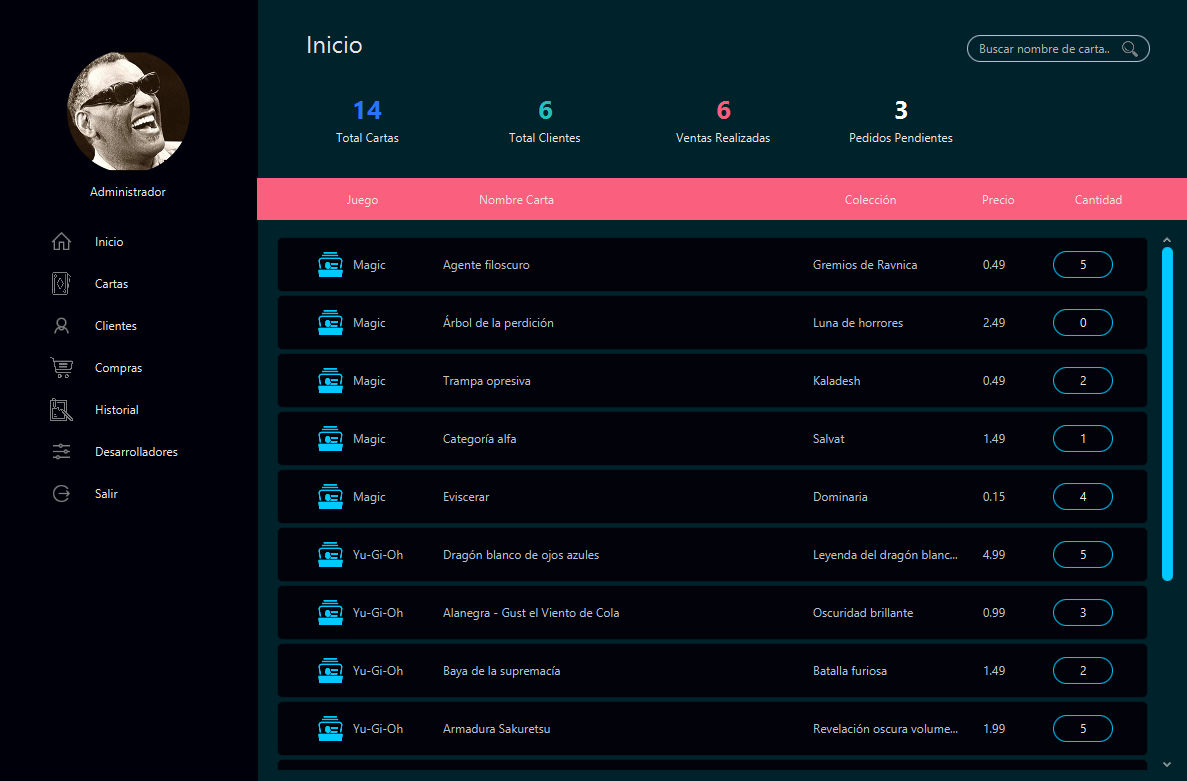 Inicio
Buscar nombre de carta..
14
6
6
3
Total Cartas
Total Clientes
Ventas Realizadas
Pedidos Pendientes
Administrador
Inicio
Cartas
Clientes
Compras
Historial
Desarrolladores
Salir
Juego Nombre Carta Colección Precio Cantidad
Magic Agente filoscuro Gremios de Ravnica 0.49 5
Magic Árbol de la perdición Luna de horrores 2.49 0
Magic Trampa opresiva Kaladesh 0.49 2
Magic Categoría alfa Salvat 1.49 1
Magic Eviscerar Dominaria 0.15 4
Yu-Gi-Oh Dragón blanco de ojos azules Leyenda del dragón blanc... 4.99 5
Yu-Gi-Oh Alanegra - Gust el Viento de Cola Oscuridad brillante 0.99 3
Yu-Gi-Oh Baya de la supremacía Batalla furiosa 1.49 2
Yu-Gi-Oh Armadura Sakuretsu Revelación oscura volume... 1.99 5